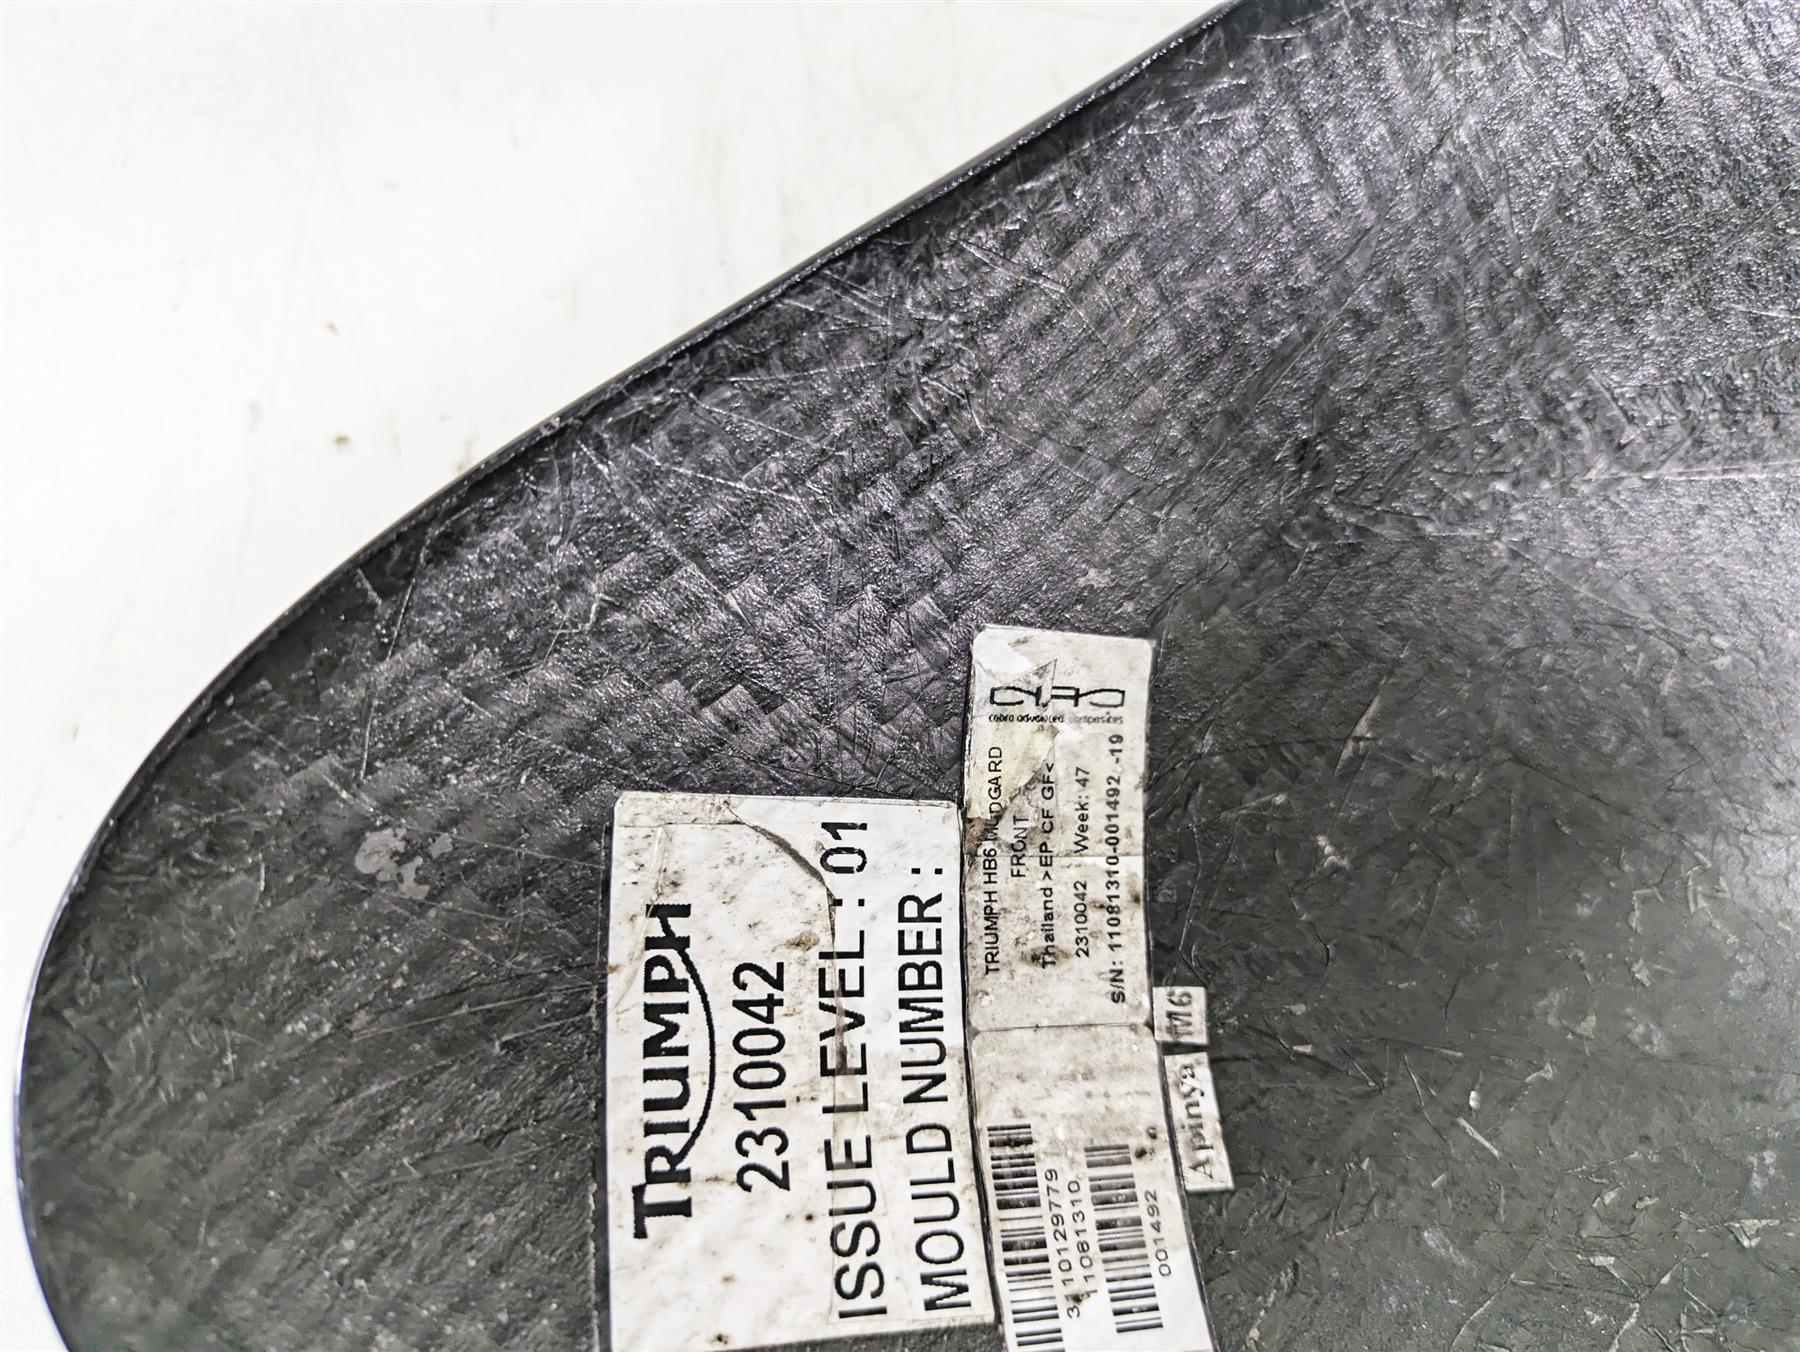 TRIUMPH
2310042
ISSUE LEVEL : 01
MOULD NUMBER :
cobra advanced composites
TRIUMPH HB6 MUDGARD
FRONT
Thailand >EP CF GF<
2310042 Week: 47
S/N: 11081310-001492 -19
3110129779
11081310
001492
Apinya M6